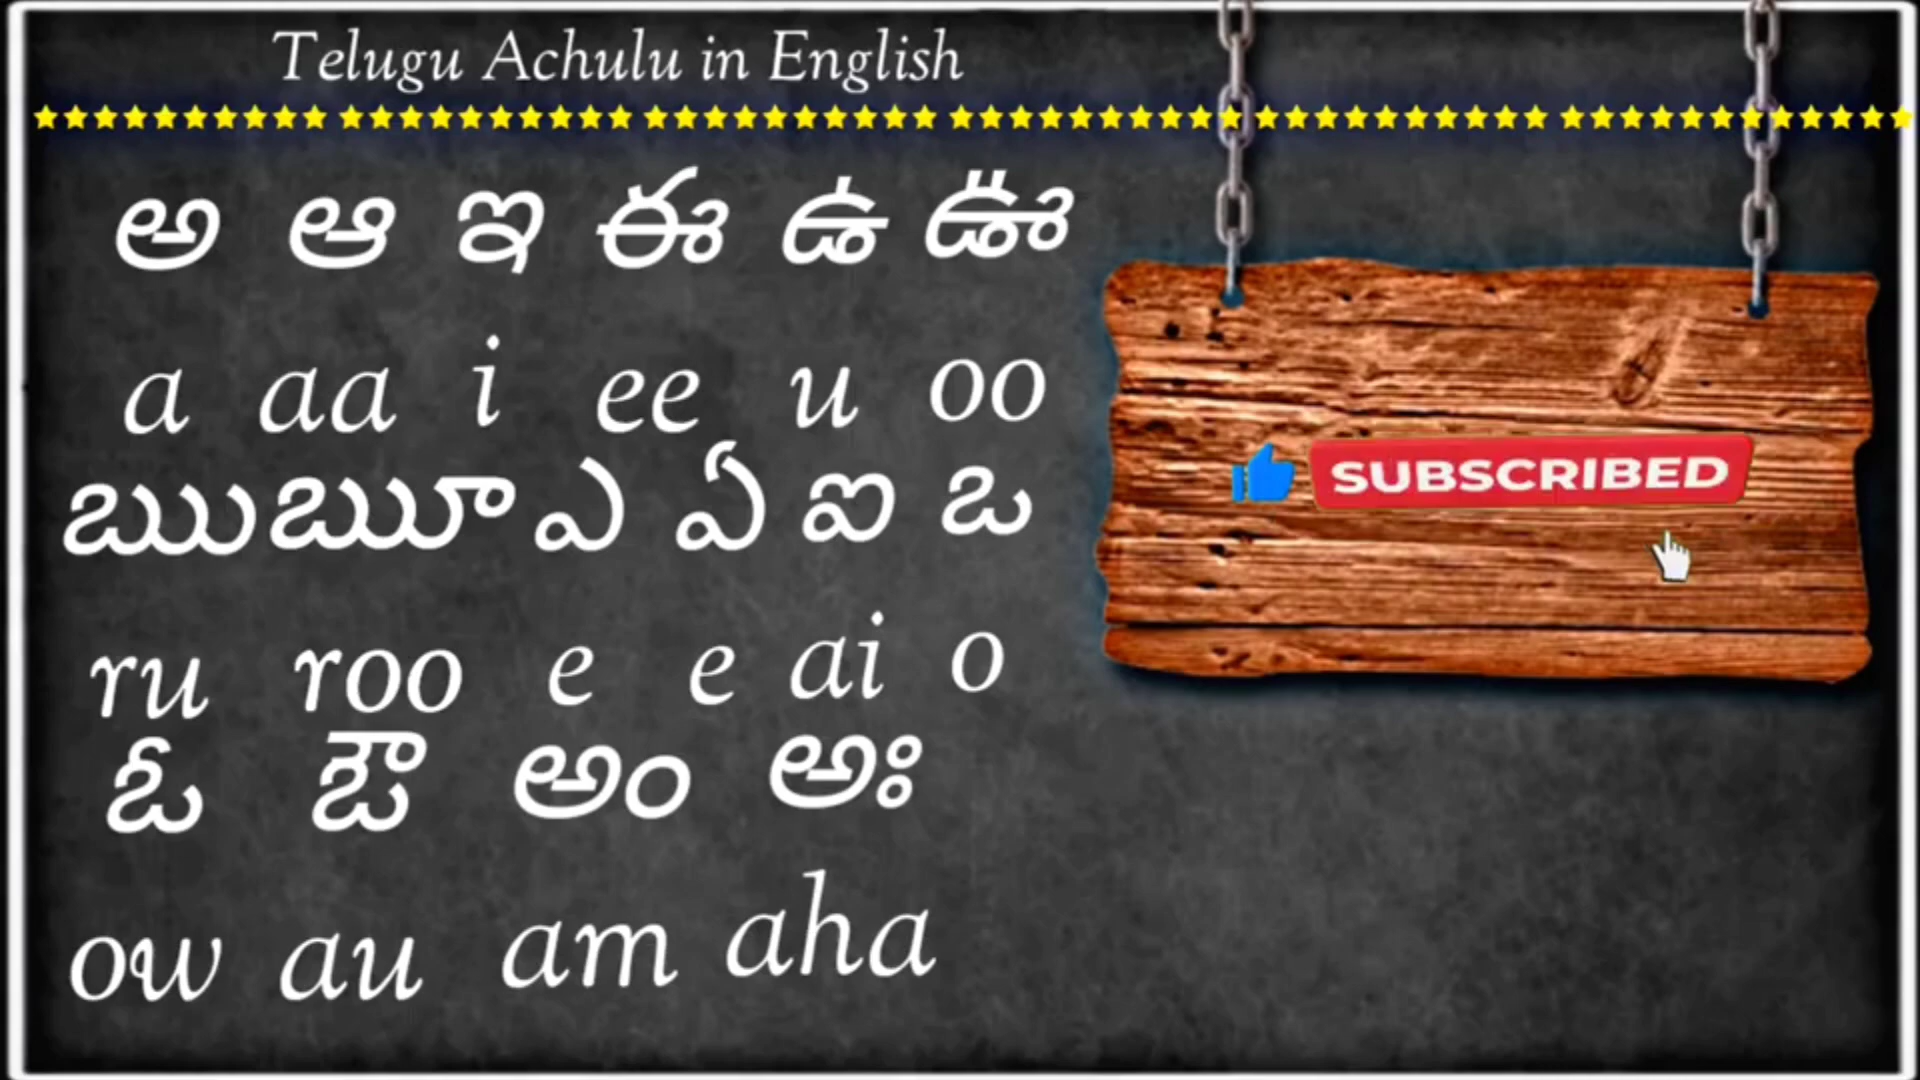 Telugu Achulu in English
అ ఆ ఇ ఈ ఉ ఊ
a aa i ee u oo
ఋ ౠ ఎ ఏ ఐ ఒ
ru roo e e ai o
ఓ ఔ అం అః
ow au am aha
SUBSCRIBED